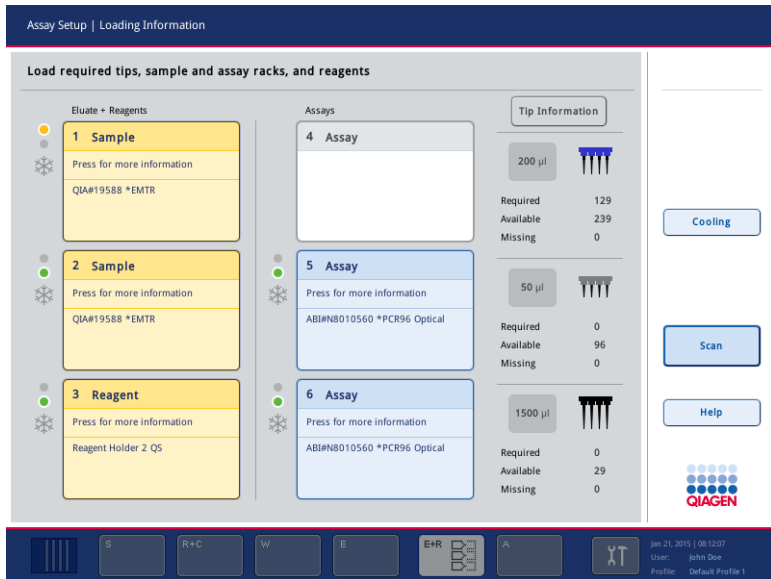 Assay Setup | Loading Information
Load required tips, sample and assay racks, and reagents
Eluate + Reagents
1 Sample
Press for more information
QIA#19588 *EMTR
2 Sample
Press for more information
QIA#19588 *EMTR
3 Reagent
Press for more information
Reagent Holder 2 QS
Assays
4 Assay
5 Assay
Press for more information
ABI#N8010560 *PCR96 Optical
6 Assay
Press for more information
ABI#N8010560 *PCR96 Optical
Tip Information
200 µl
Required 129
Available 239
Missing 0
50 µl
Required 0
Available 96
Missing 0
1500 µl
Required 0
Available 29
Missing 0
Cooling
Scan
Help
QIAGEN
S
R+C
W
E
E+R
A
Jan 21, 2015 | 08:12:07
User: John Doe
Profile: Default Profile 1